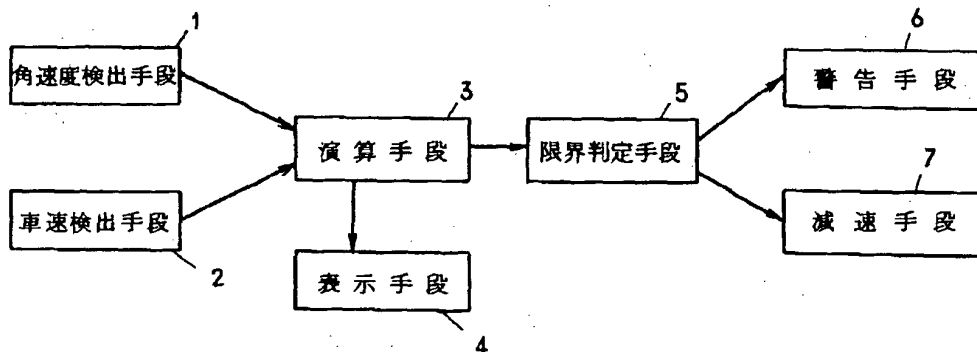 1
角速度検出手段
2
車速検出手段
3
演算手段
4
表示手段
5
限界判定手段
6
警告手段
7
減速手段